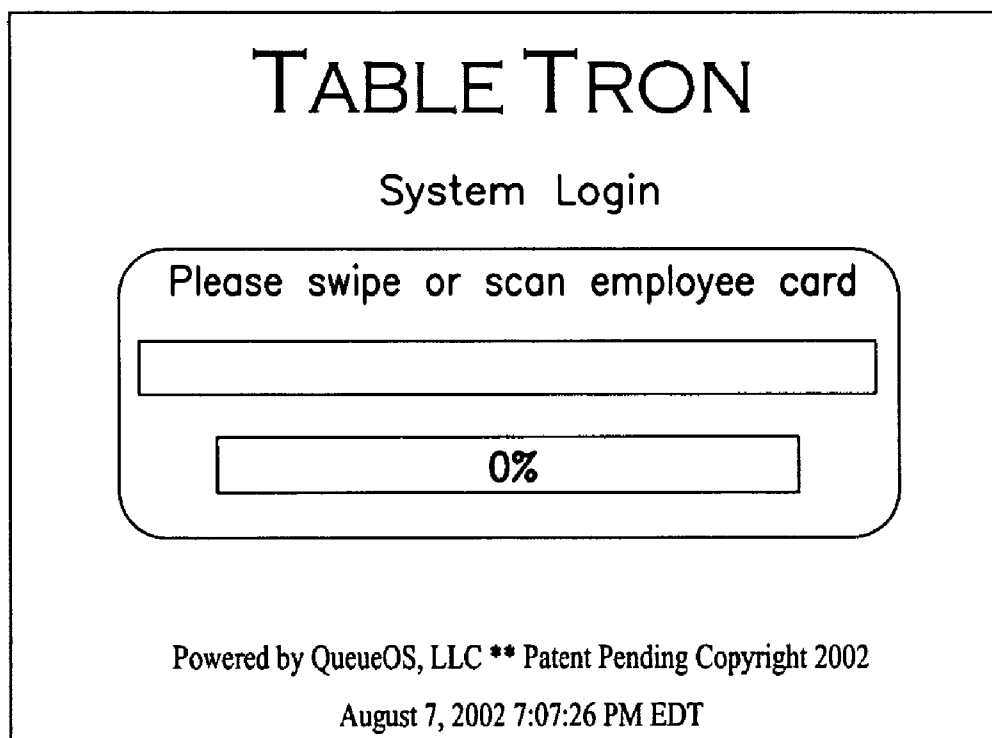 TABLE TRON
System Login
Please swipe or scan employee card
0%
Powered by QueueOS, LLC ** Patent Pending Copyright 2002
August 7, 2002 7:07:26 PM EDT